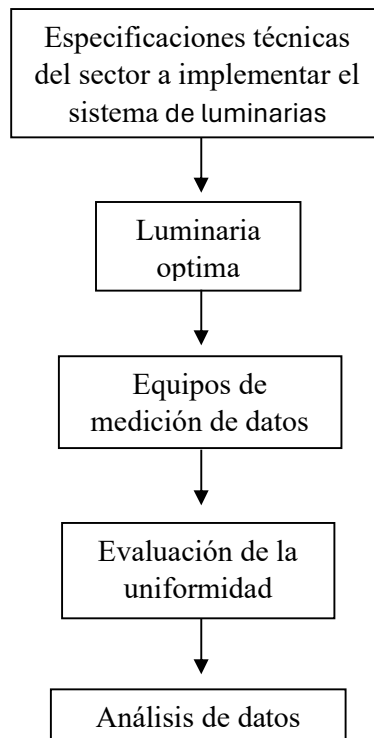 Especificaciones técnicas
del sector a implementar el
sistema de luminarias
Luminaria
optima
Equipos de
medición de datos
Evaluación de la
uniformidad
Análisis de datos